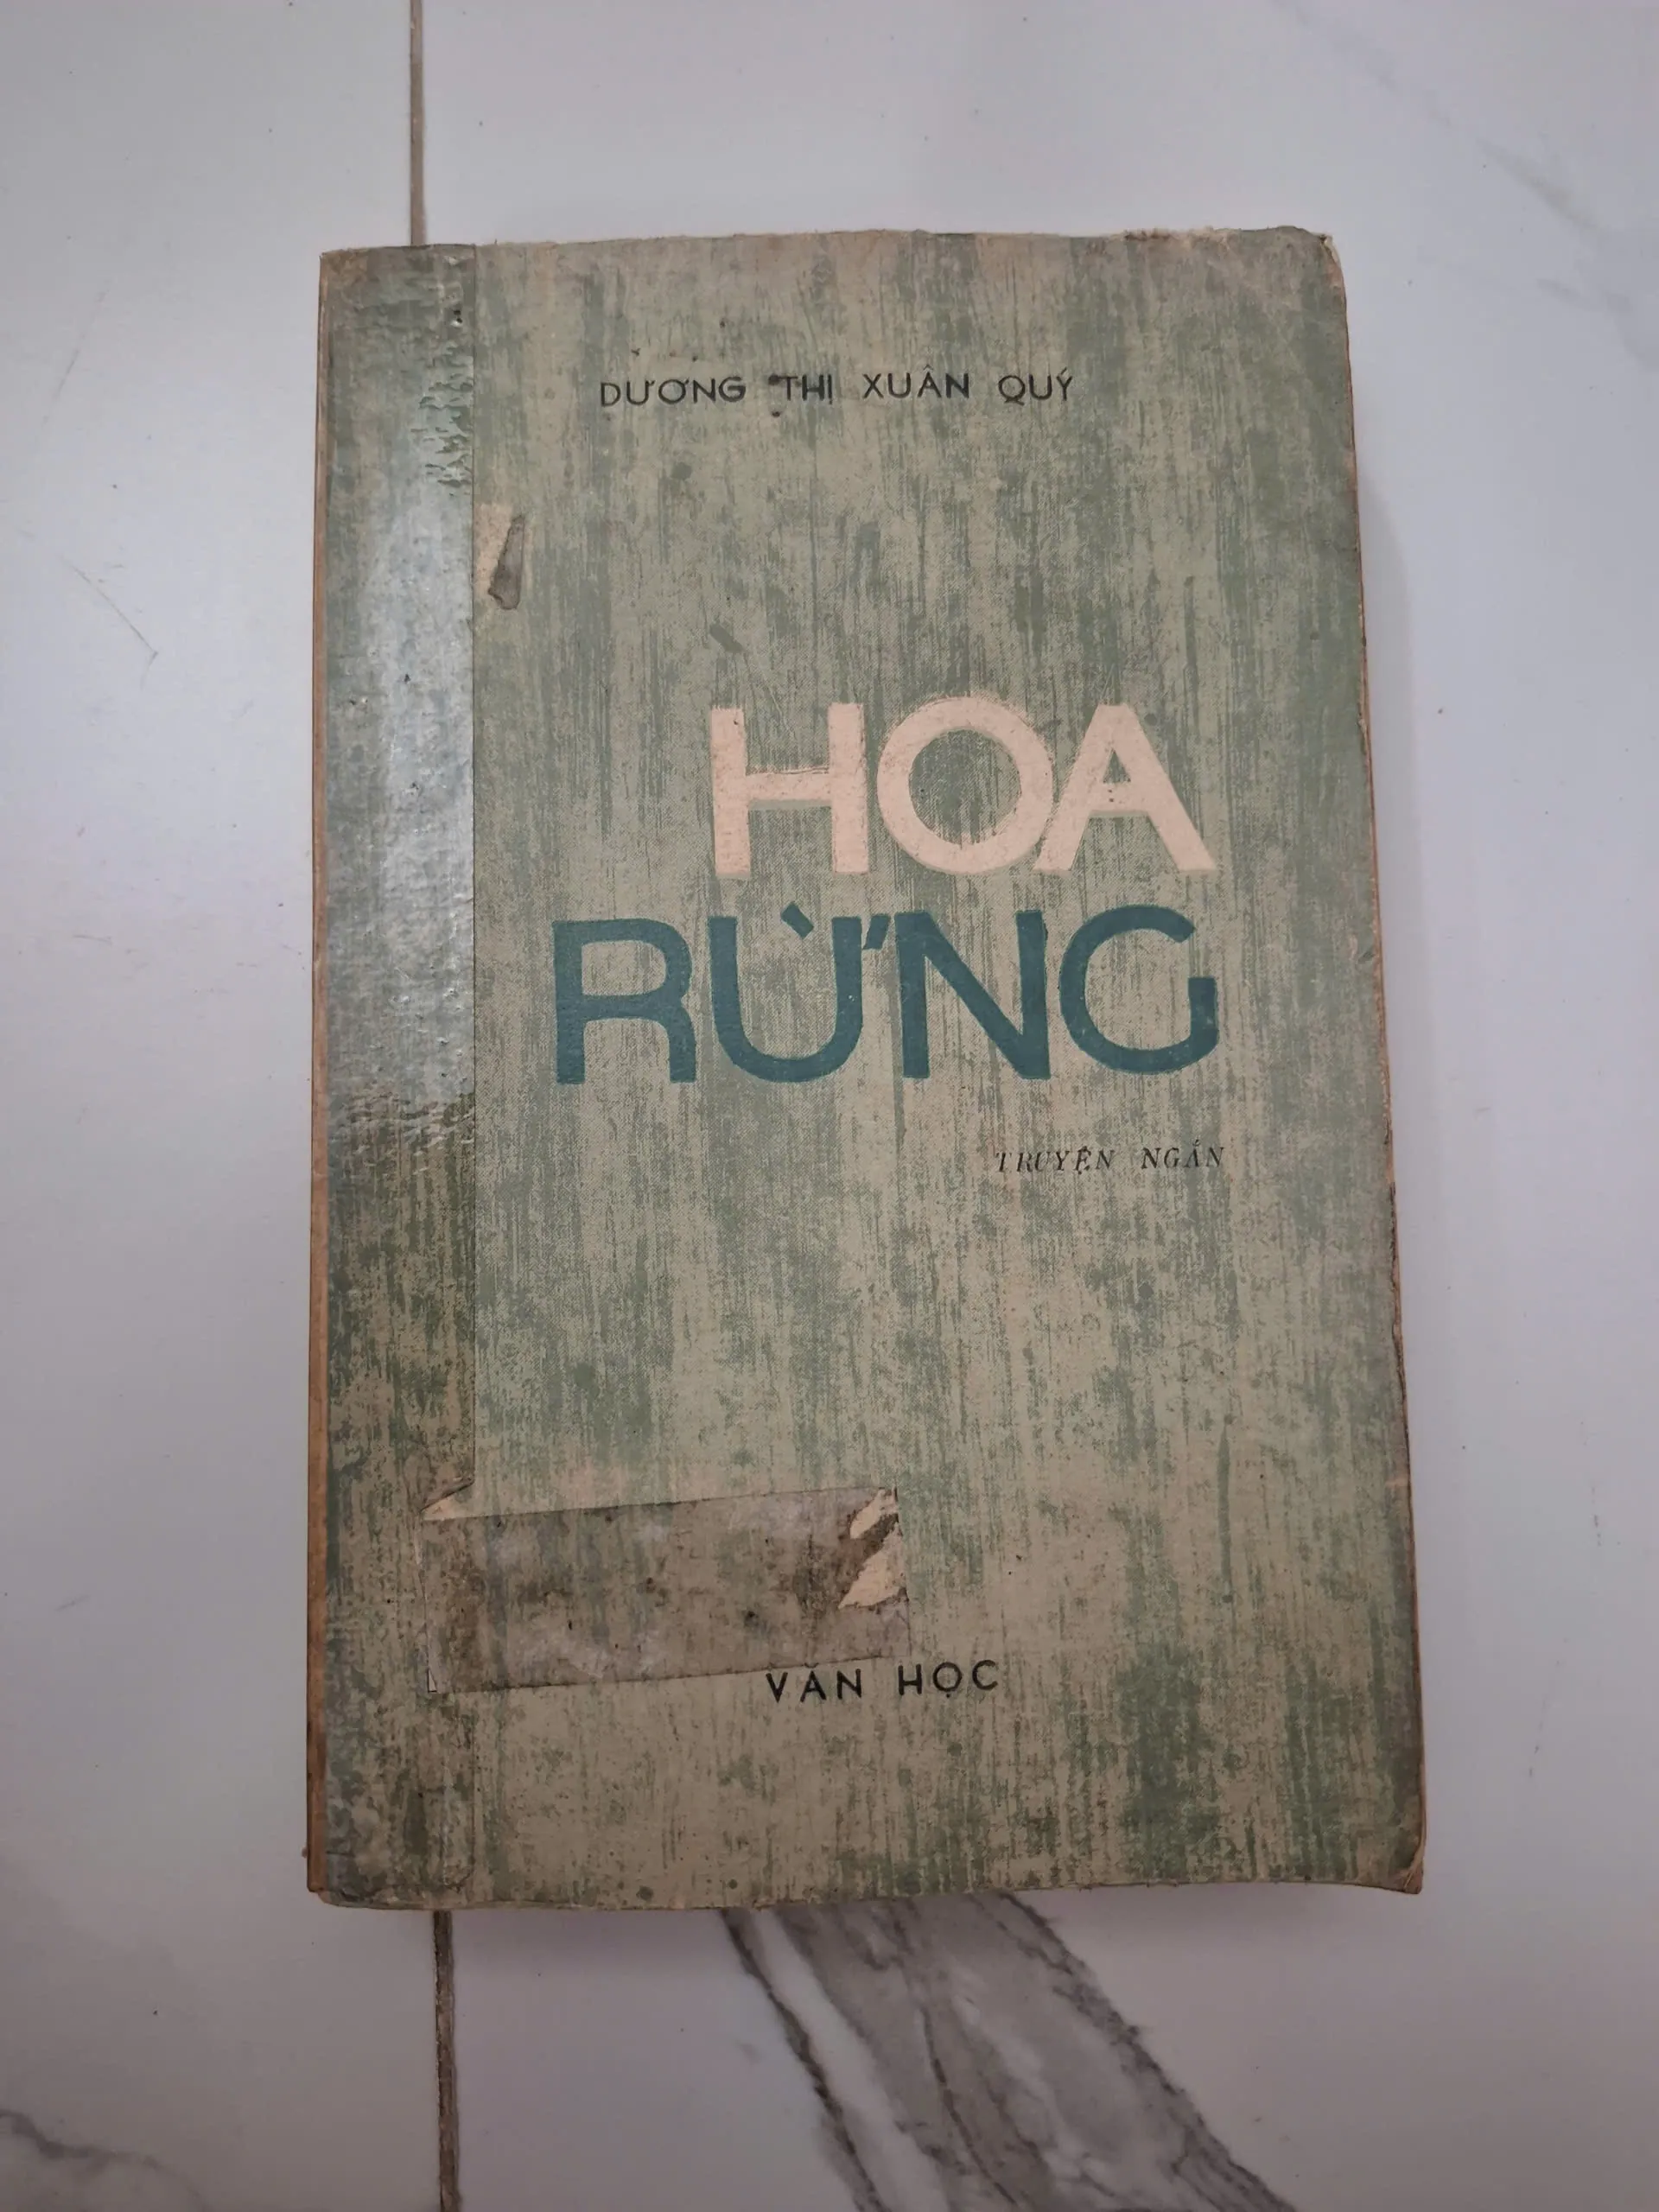 DƯƠNG THỊ XUÂN QUÝ
HOA
RỪNG
TRUYỆN NGẮN
VĂN HỌC